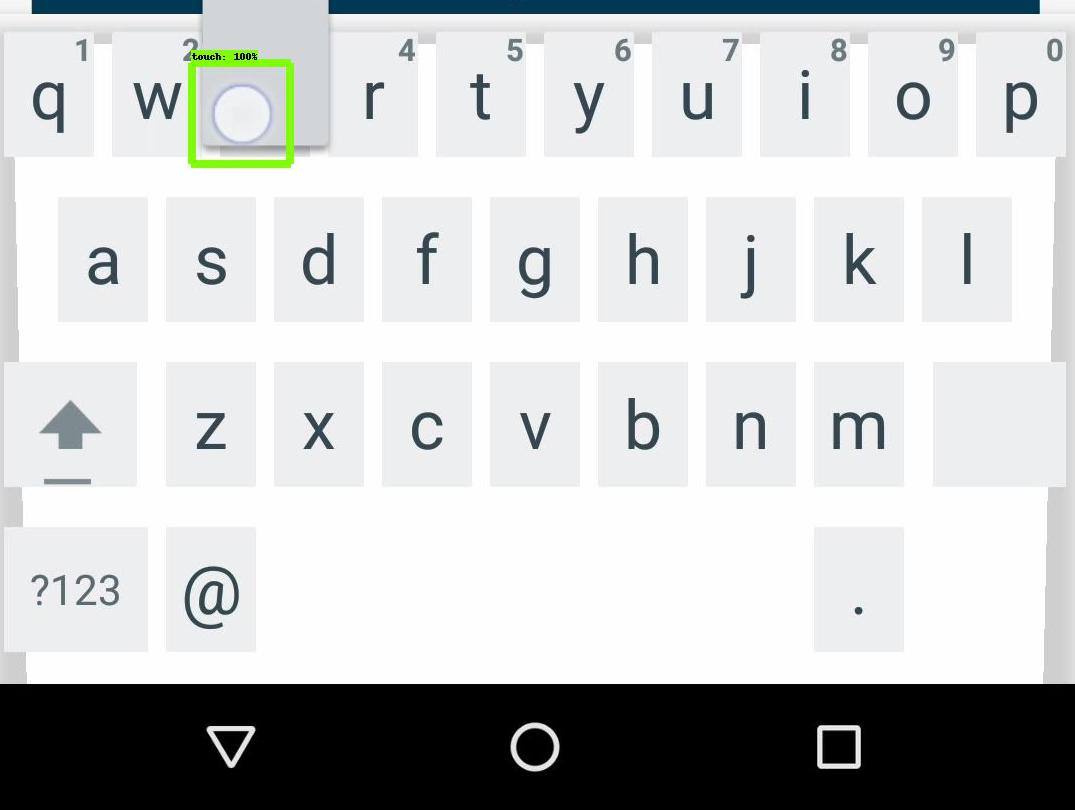 touch: 100%
1 2 4 5 6 7 8 9 0
q w r t y u i o p
a s d f g h j k l
z x c v b n m
?123 @ .